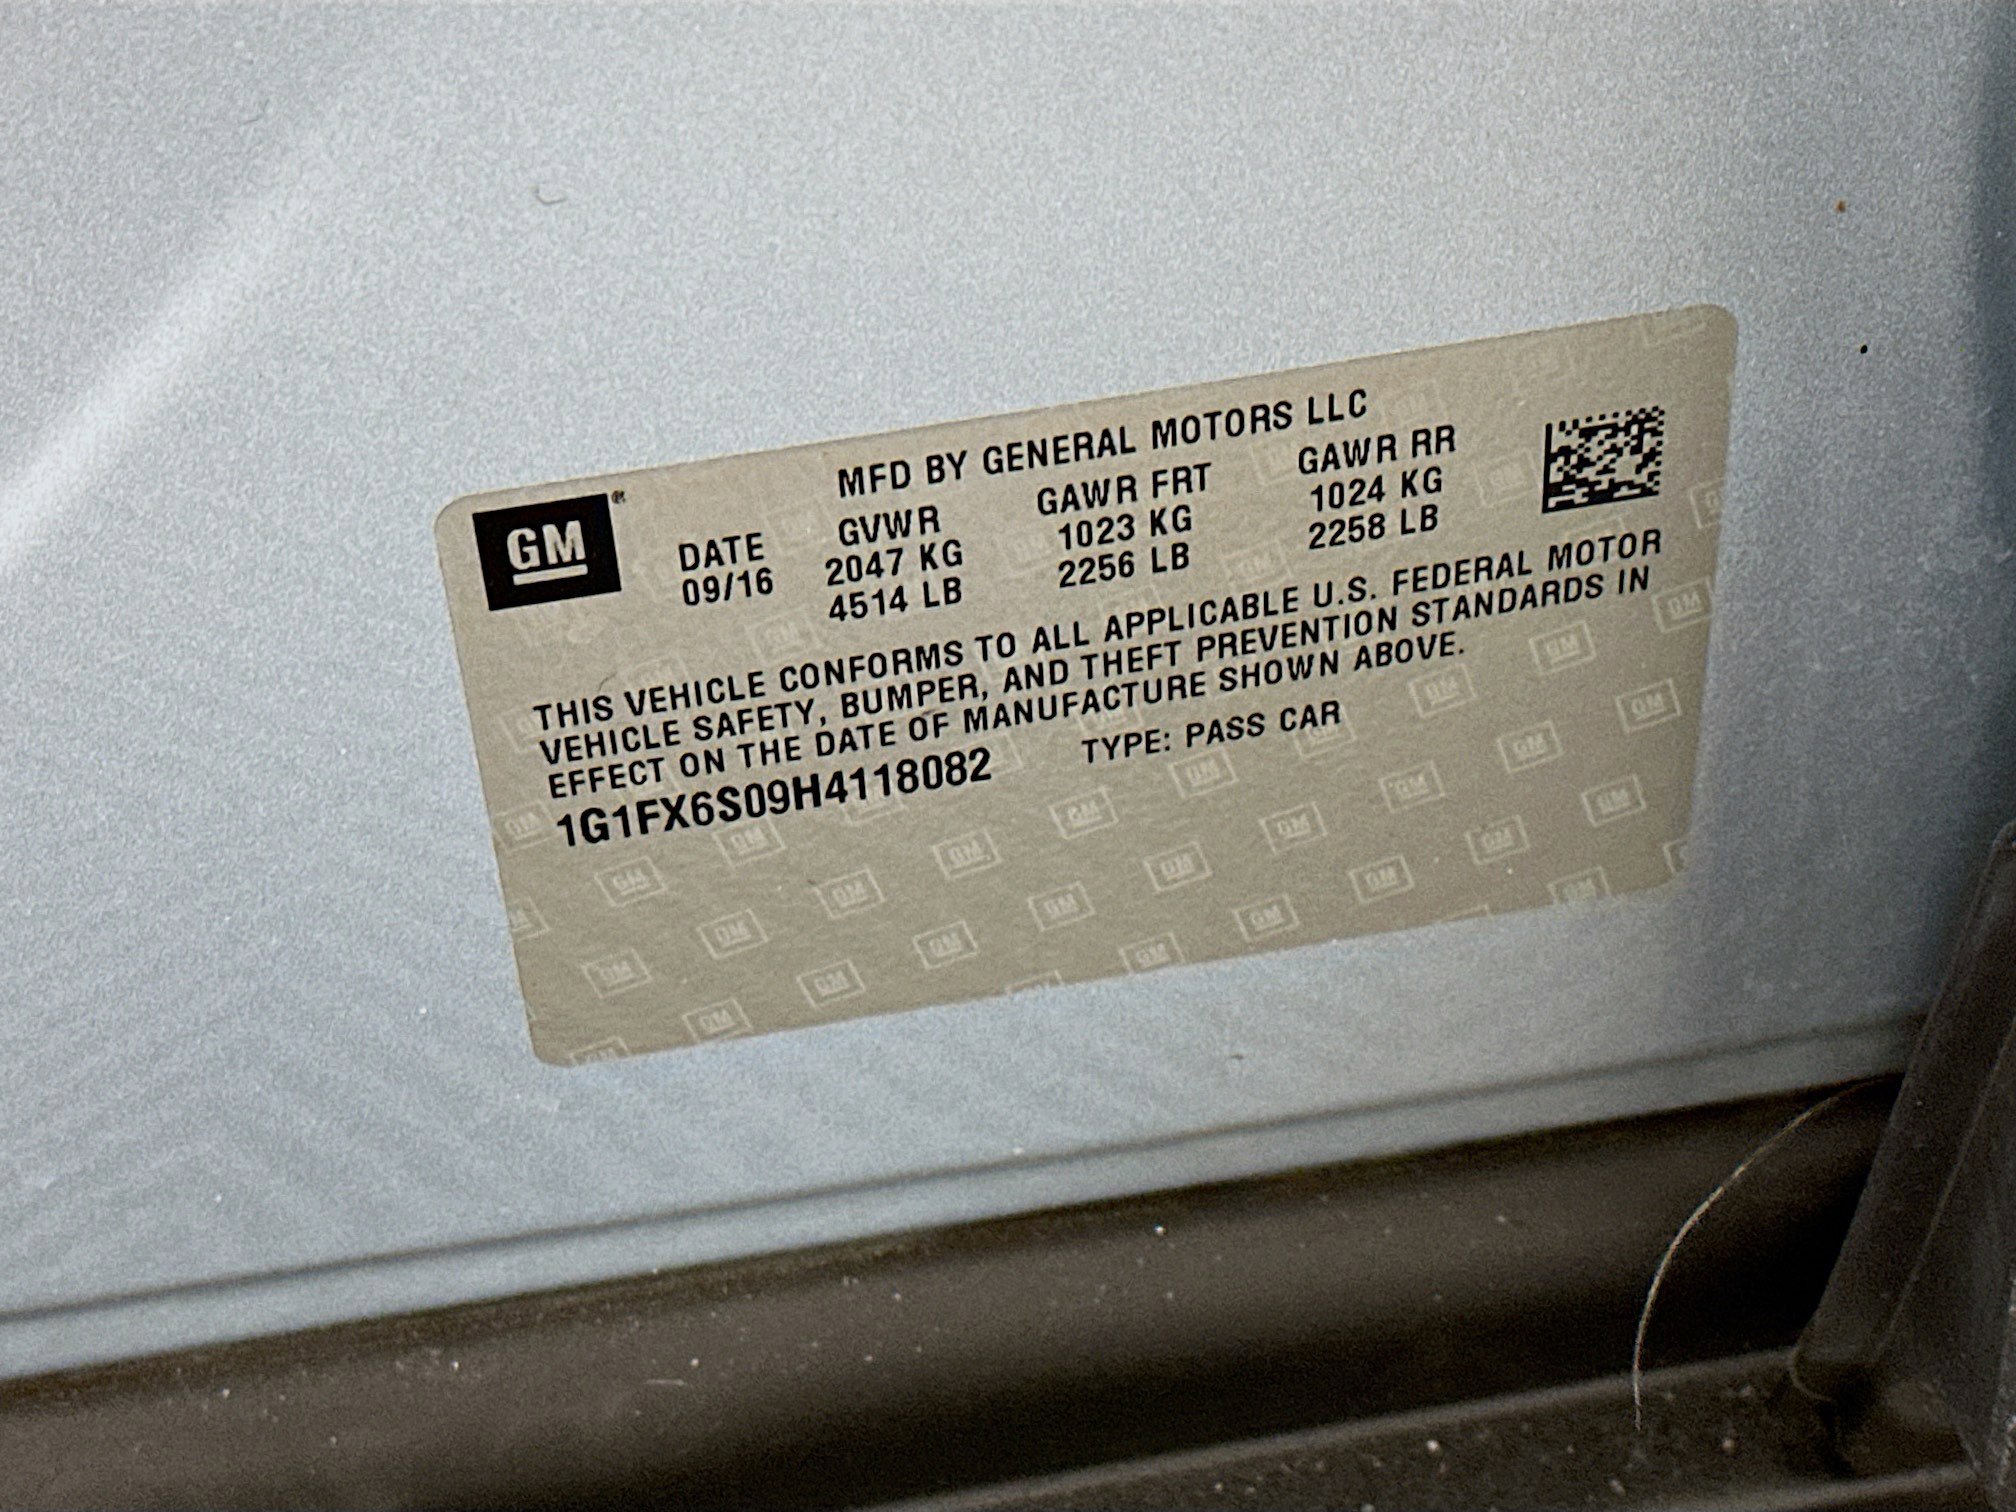 MFD BY GENERAL MOTORS LLC
GM®
DATE GVWR GAWR FRT GAWR RR
09/16 2047 KG 1023 KG 1024 KG
4514 LB 2256 LB 2258 LB
THIS VEHICLE CONFORMS TO ALL APPLICABLE U.S. FEDERAL MOTOR
VEHICLE SAFETY, BUMPER, AND THEFT PREVENTION STANDARDS IN
EFFECT ON THE DATE OF MANUFACTURE SHOWN ABOVE.
1G1FX6S09H4118082 TYPE: PASS CAR